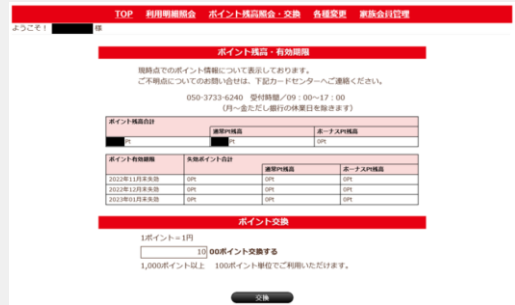 TOP 利用明細照会 ポイント残高照会・交換 各種変更 家族会員管理
ようこそ！ 様
ポイント残高・有効期限
現時点でのポイント情報について表示しております。
ご不明点についてのお問い合せは、下記カードセンターへご連絡ください。
050-3733-6240 受付時間／09：00～17：00
（月～金ただし銀行の休業日を除きます）
ポイント残高合計
通常Pt残高 ボーナスPt残高
Pt Pt 0Pt
ポイント有効期限 失効ポイント合計
通常Pt残高 ボーナスPt残高
2022年11月末失効 0Pt 0Pt 0Pt
2022年12月末失効 0Pt 0Pt 0Pt
2023年01月末失効 0Pt 0Pt 0Pt
ポイント交換
1ポイント＝1円
10 00ポイント交換する
1,000ポイント以上 100ポイント単位でご利用いただけます。
交換